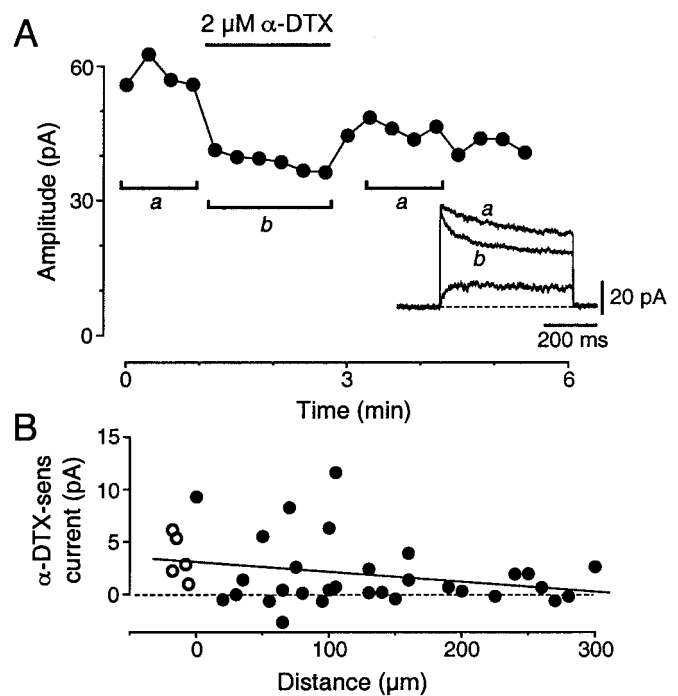 A
2 µM α-DTX
60
30
0
Amplitude (pA)
a
b
a
a
b
20 pA
200 ms
0 3 6
Time (min)
B
15
10
5
0
α-DTX-sens
current (pA)
0 100 200 300
Distance (µm)